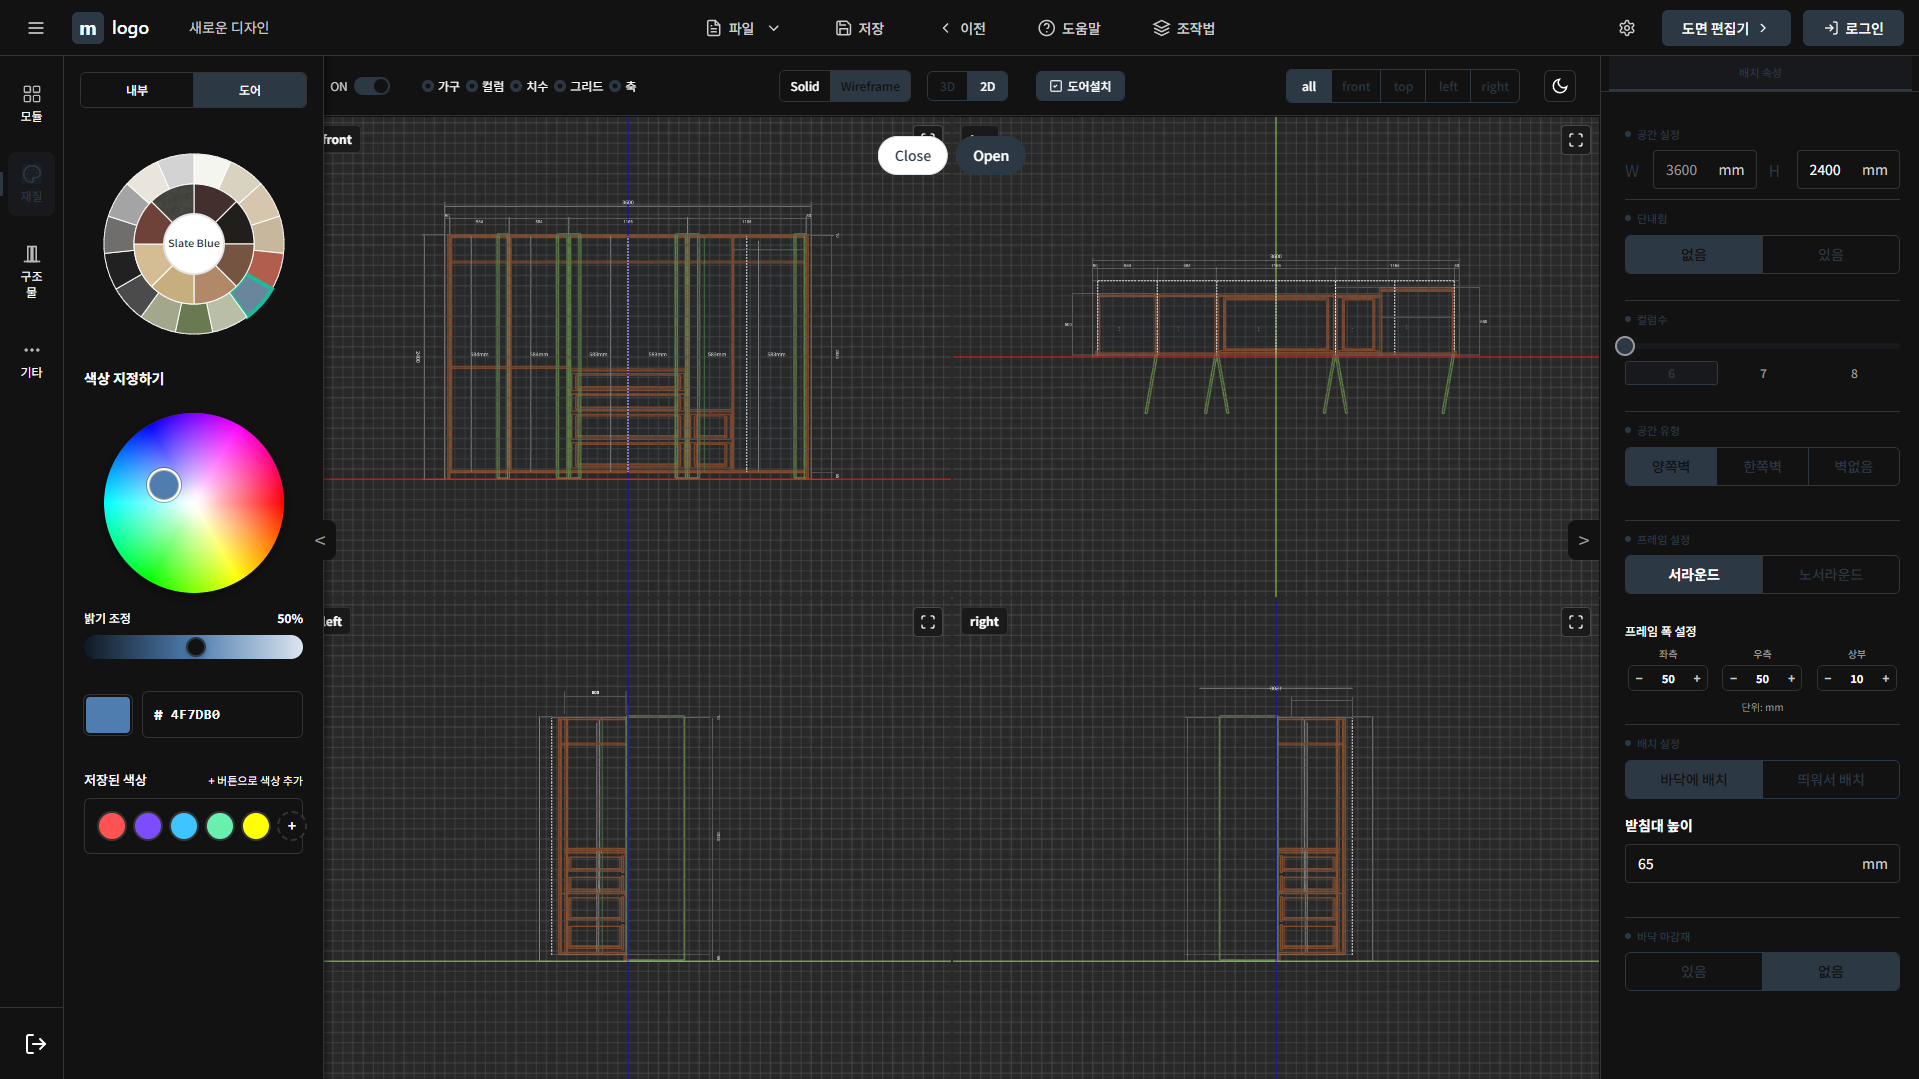 m logo
새로운 디자인
파일
저장
이전
도움말
조작법
도면 편집기
로그인
모듈
재질
구조
물
기타
내부
도어
Slate Blue
색상 지정하기
밝기 조정
50%
# 4F7DB0
저장된 색상
+ 버튼으로 색상 추가
+
ON
가구
컬럼
치수
그리드
축
Solid
Wireframe
3D
2D
도어설치
all
front
top
left
right
front
Close
Open
3600
584mm
584mm
583mm
583mm
583mm
583mm
3600
left
right
<
>
배치 속성
공간 설정
W
3600 mm
H
2400 mm
단내림
없음
있음
컬럼수
6
7
8
공간 유형
양쪽벽
한쪽벽
벽없음
프레임 설정
서라운드
노서라운드
프레임 폭 설정
좌측
우측
상부
− 50 +
− 50 +
− 10 +
단위: mm
배치 설정
바닥에 배치
띄워서 배치
받침대 높이
65 mm
바닥 마감재
있음
없음